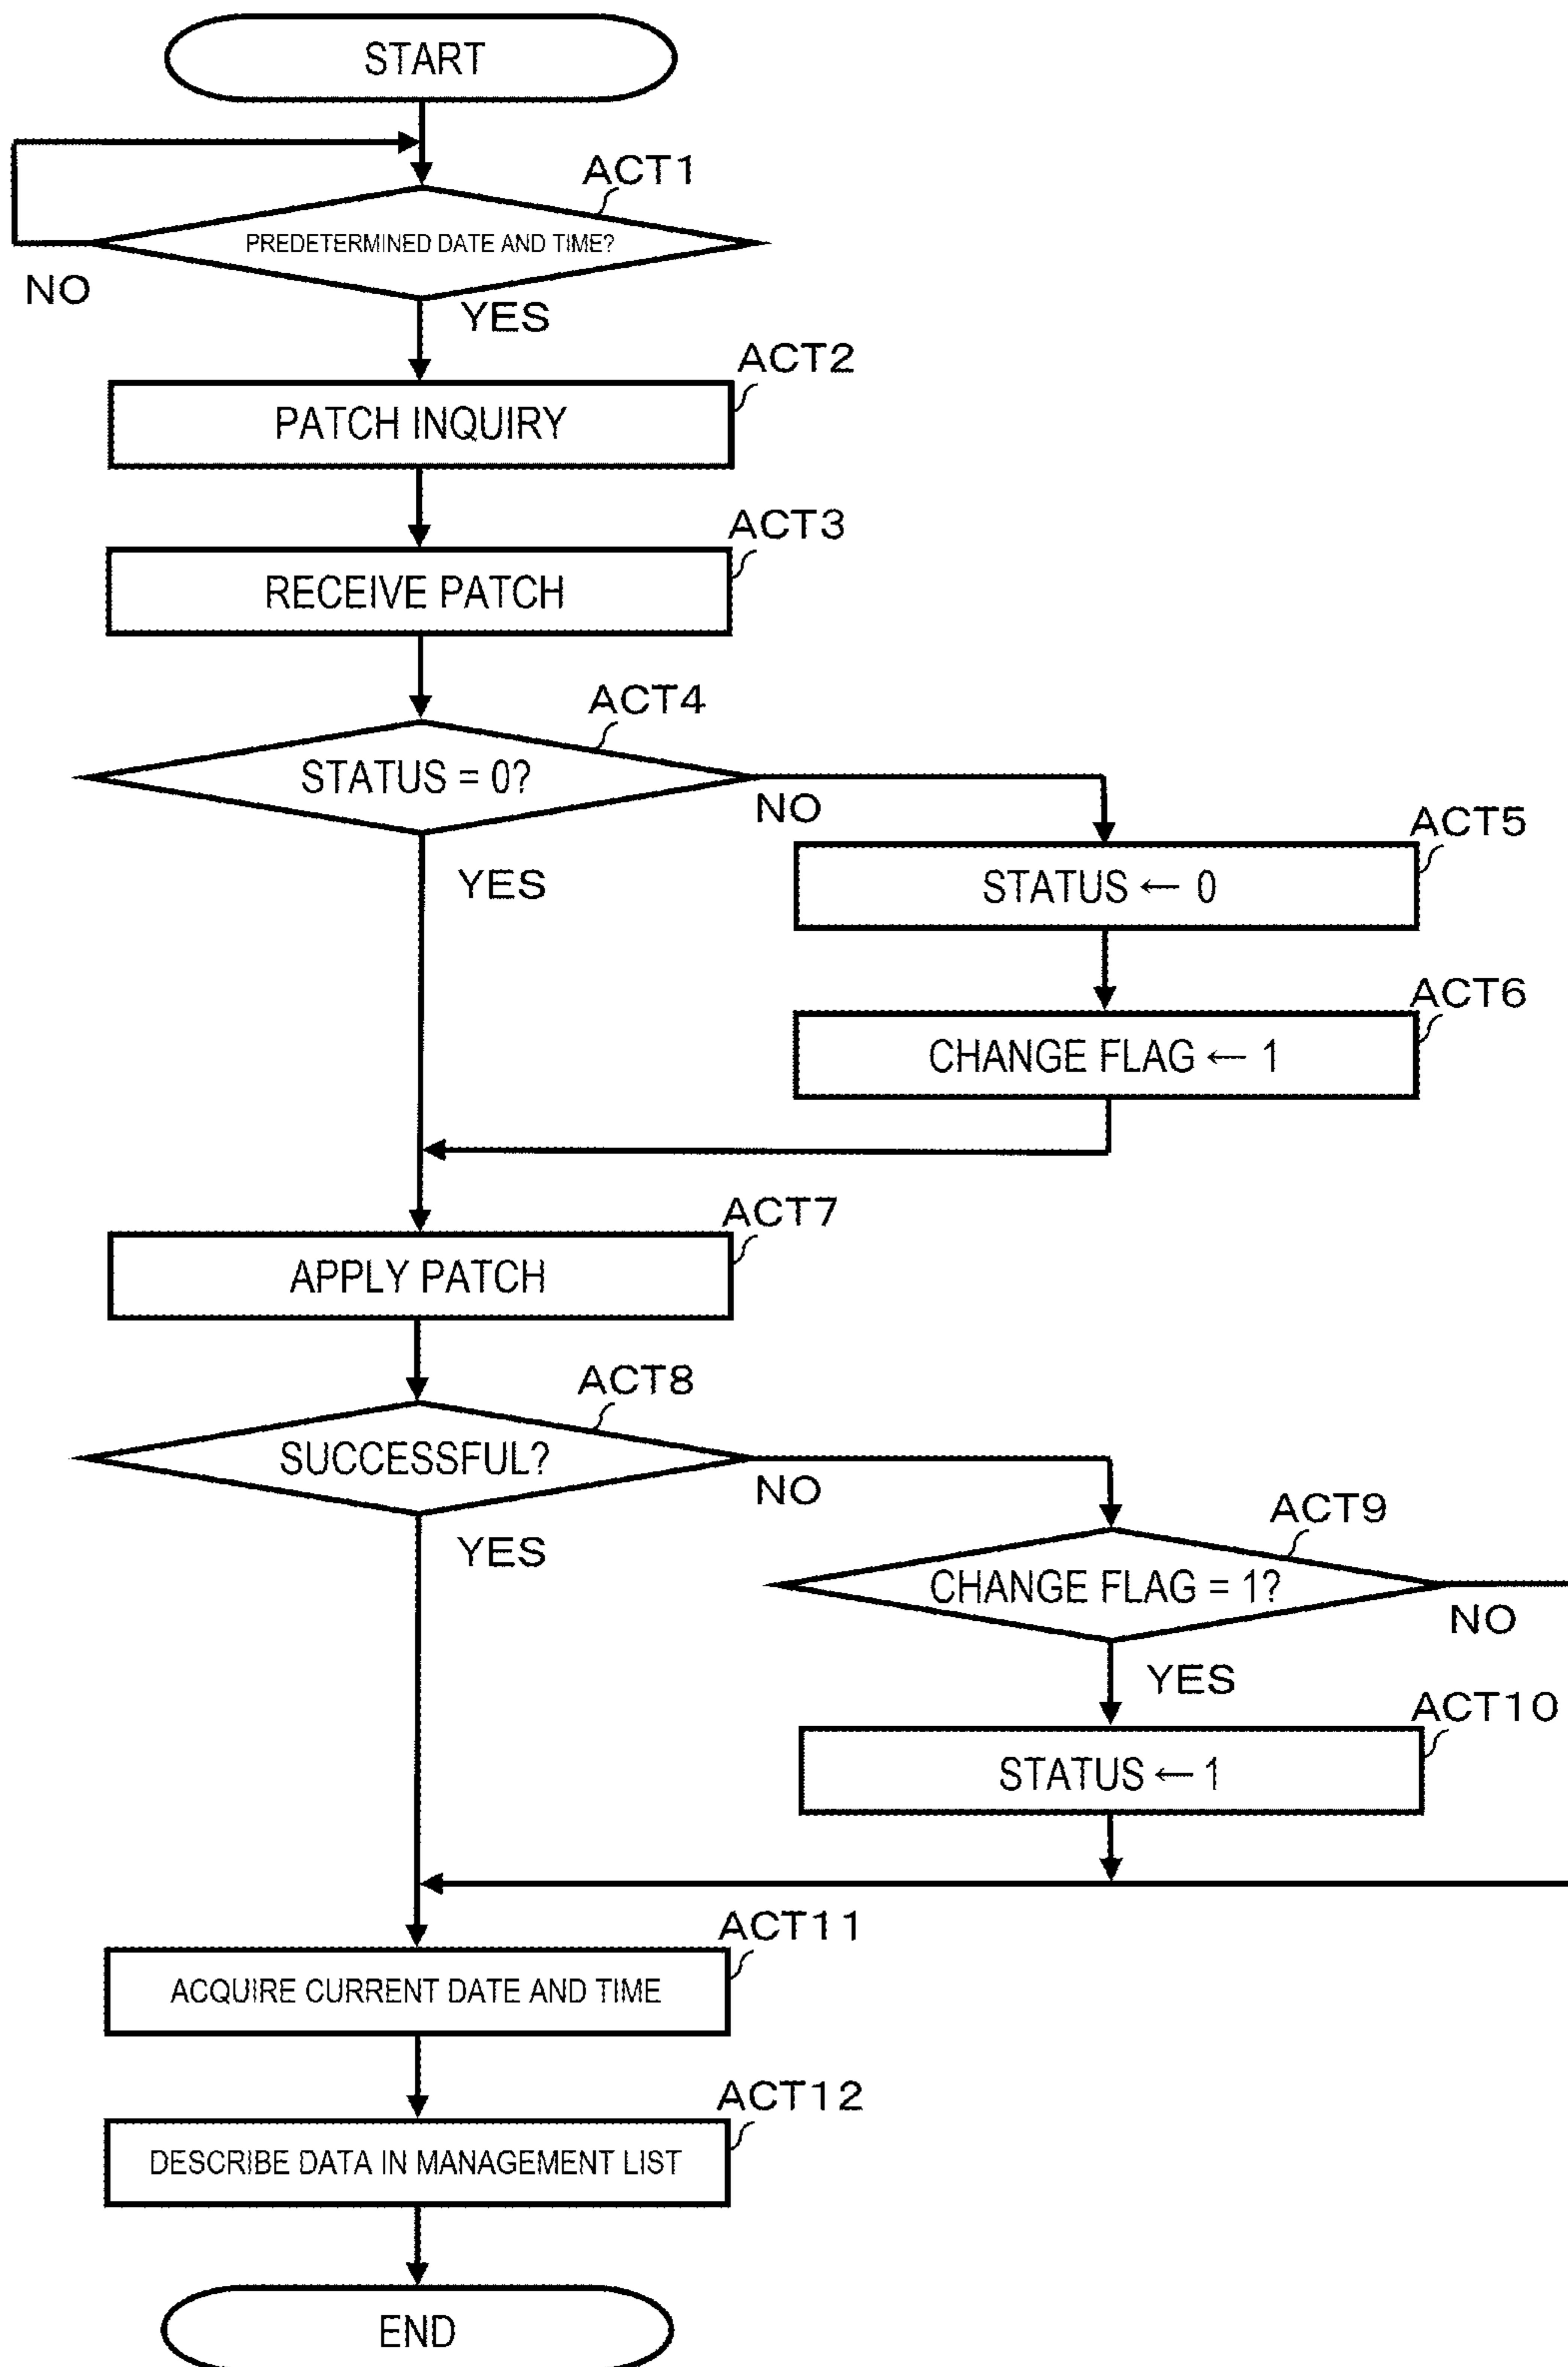 START
ACT1
PREDETERMINED DATE AND TIME?
NO
YES
ACT2
PATCH INQUIRY
ACT3
RECEIVE PATCH
ACT4
STATUS = 0?
NO
YES
ACT5
STATUS ← 0
ACT6
CHANGE FLAG ← 1
ACT7
APPLY PATCH
ACT8
SUCCESSFUL?
NO
YES
ACT9
CHANGE FLAG = 1?
NO
YES
ACT10
STATUS ← 1
ACT11
ACQUIRE CURRENT DATE AND TIME
ACT12
DESCRIBE DATA IN MANAGEMENT LIST
END